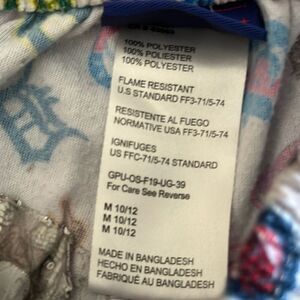 100% POLYESTER
100% POLYESTER
100% POLYESTER
FLAME RESISTANT
U.S STANDARD FF3-71/5-74
RESISTENTE AL FUEGO
NORMATIVE USA FF3-71/5-74
IGNIFUGES
US FFC-71/5-74 STANDARD
GPU-OS-F19-UG-39
For Care See Reverse
M 10/12
M 10/12
M 10/12
MADE IN BANGLADESH
HECHO EN BANGLADESH
FABRIQUÉ AU BANGLADESH